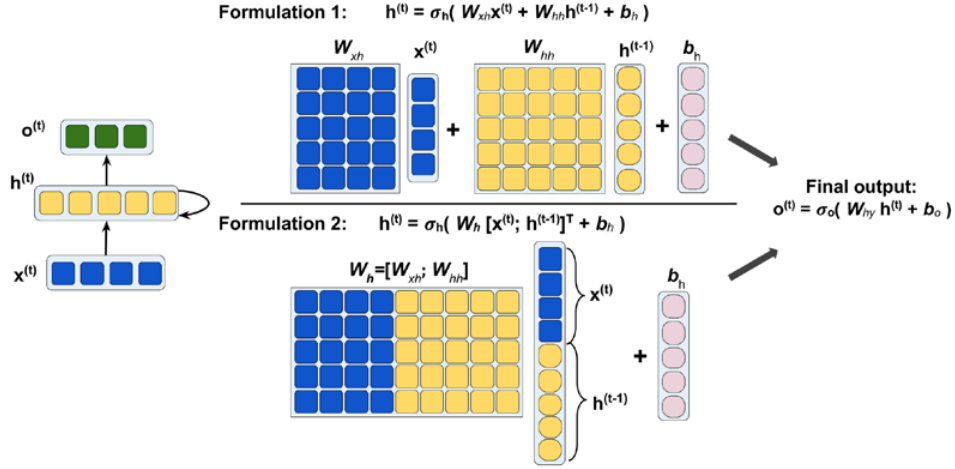 Formulation 1: h⁽ᵗ⁾ = σₕ( Wₓₕx⁽ᵗ⁾ + Wₕₕh⁽ᵗ⁻¹⁾ + bₕ )
Wₓₕ x⁽ᵗ⁾ Wₕₕ h⁽ᵗ⁻¹⁾ bₕ
+ +
o⁽ᵗ⁾
h⁽ᵗ⁾
x⁽ᵗ⁾
Formulation 2: h⁽ᵗ⁾ = σₕ( Wₕ [x⁽ᵗ⁾; h⁽ᵗ⁻¹⁾]ᵀ + bₕ )
Wₕ=[Wₓₕ; Wₕₕ] bₕ
x⁽ᵗ⁾
+
h⁽ᵗ⁻¹⁾
Final output:
o⁽ᵗ⁾ = σₒ( W_hy h⁽ᵗ⁾ + bₒ )